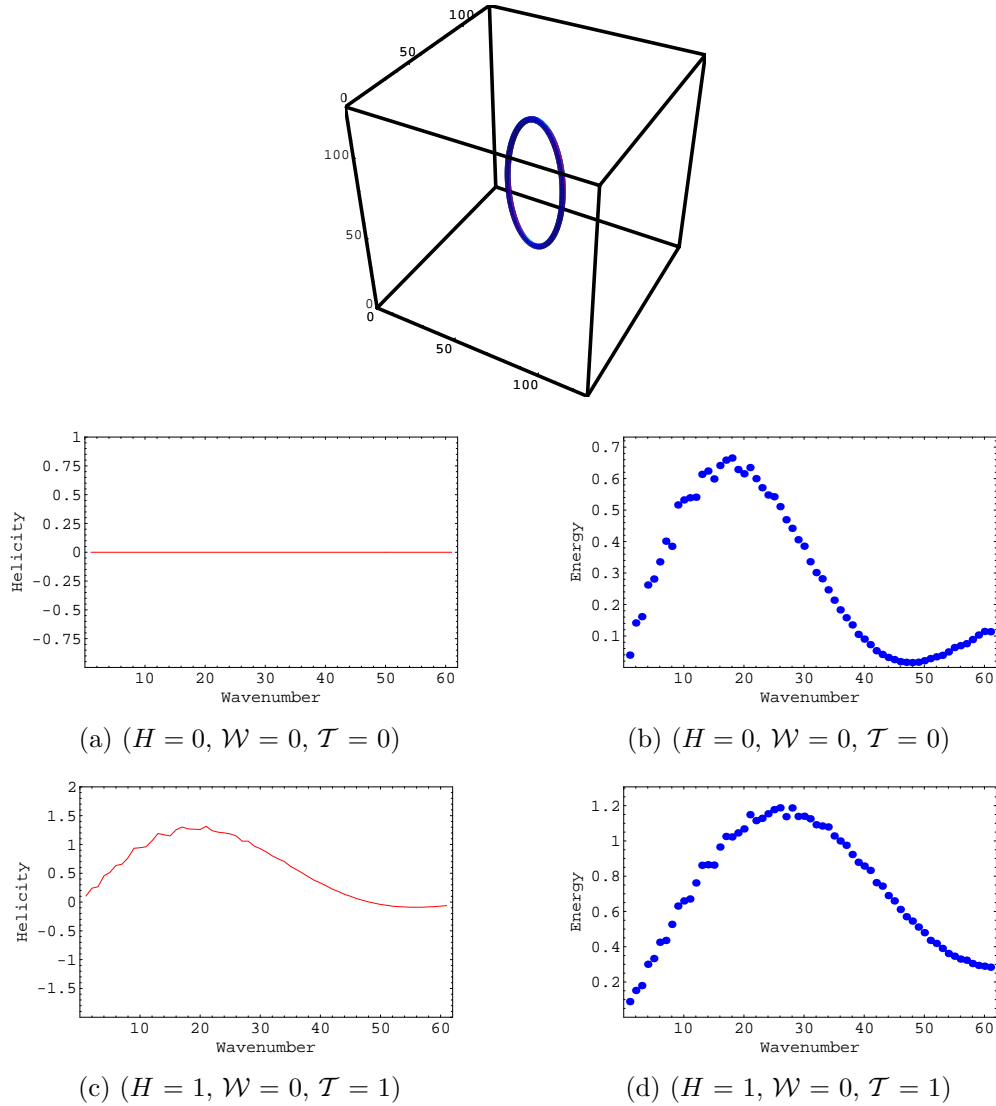 100
50
0
100
50
0
0
50
100
1
0.75
0.5
0.25
0
-0.25
-0.5
-0.75
Helicity
10 20 30 40 50 60
Wavenumber
0.7
0.6
0.5
0.4
0.3
0.2
0.1
Energy
10 20 30 40 50 60
Wavenumber
(a) (H = 0, W = 0, T = 0)
(b) (H = 0, W = 0, T = 0)
2
1.5
1
0.5
0
-0.5
-1
-1.5
Helicity
10 20 30 40 50 60
Wavenumber
1.2
1
0.8
0.6
0.4
0.2
Energy
10 20 30 40 50 60
Wavenumber
(c) (H = 1, W = 0, T = 1)
(d) (H = 1, W = 0, T = 1)